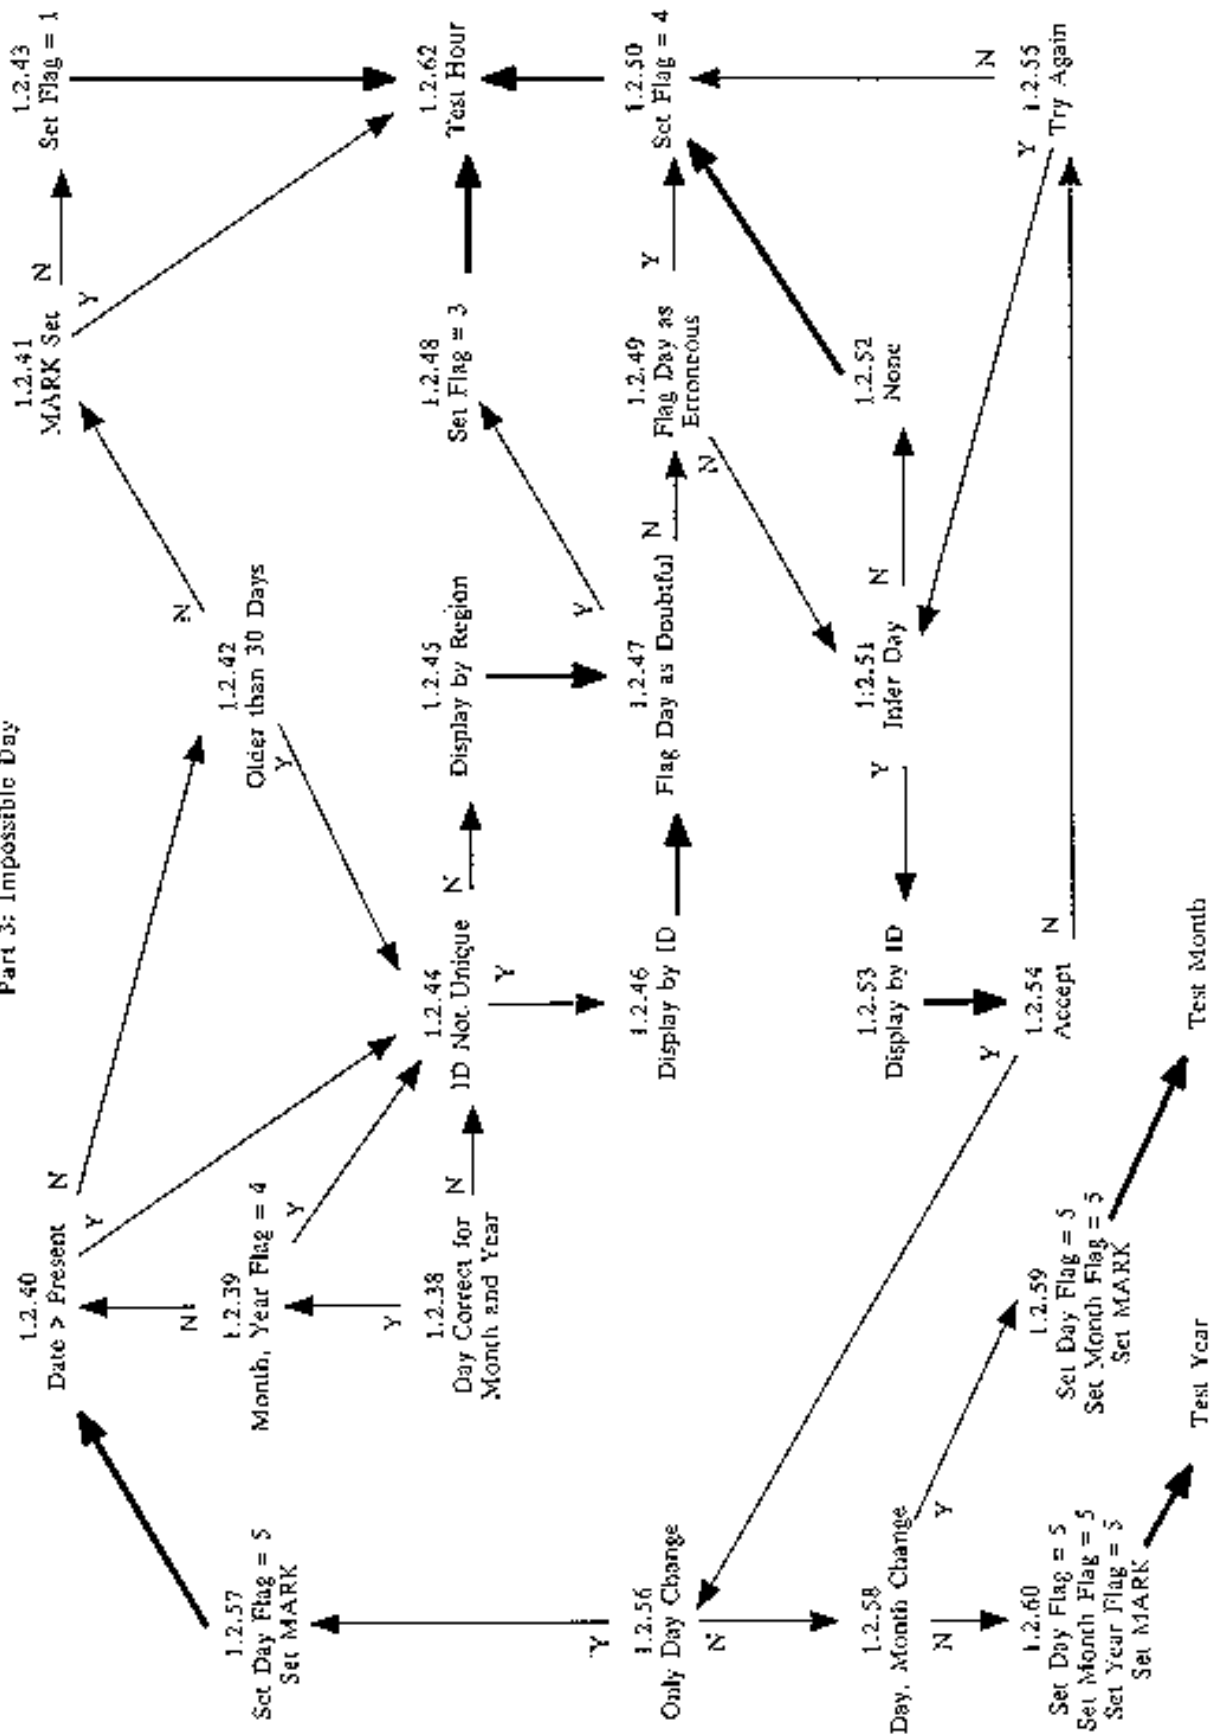 Part 3: Impossible Day
1.2.57
Set Day Flag = 5
Set MARK
1.2.40
Date > Present
N
Y
N
1.2.39
Month, Year Flag = 4
Y
Y
1.2.38
Day Correct for
Month and Year
N
1.2.42
Older than 30 Days
N
Y
1.2.41
MARK Set
N
Y
1.2.43
Set Flag = 1
1.2.44
ID Not Unique
N
Y
1.2.45
Display by Region
1.2.48
Set Flag = 3
1.2.62
Test Hour
1.2.46
Display by ID
1.2.47
Flag Day as Doubtful
Y
N
1.2.49
Flag Day as
Erroneous
Y
N
1.2.50
Set Flag = 4
1.2.56
Only Day Change
Y
N
1.2.53
Display by ID
1.2.51
Infer Day
Y
N
1.2.52
None
1.2.58
Day, Month Change
Y
N
1.2.54
Accept
Y
N
1.2.55
Try Again
Y
N
1.2.60
Set Day Flag = 5
Set Month Flag = 5
Set Year Flag = 5
Set MARK
1.2.59
Set Day Flag = 5
Set Month Flag = 5
Set MARK
Test Year
Test Month